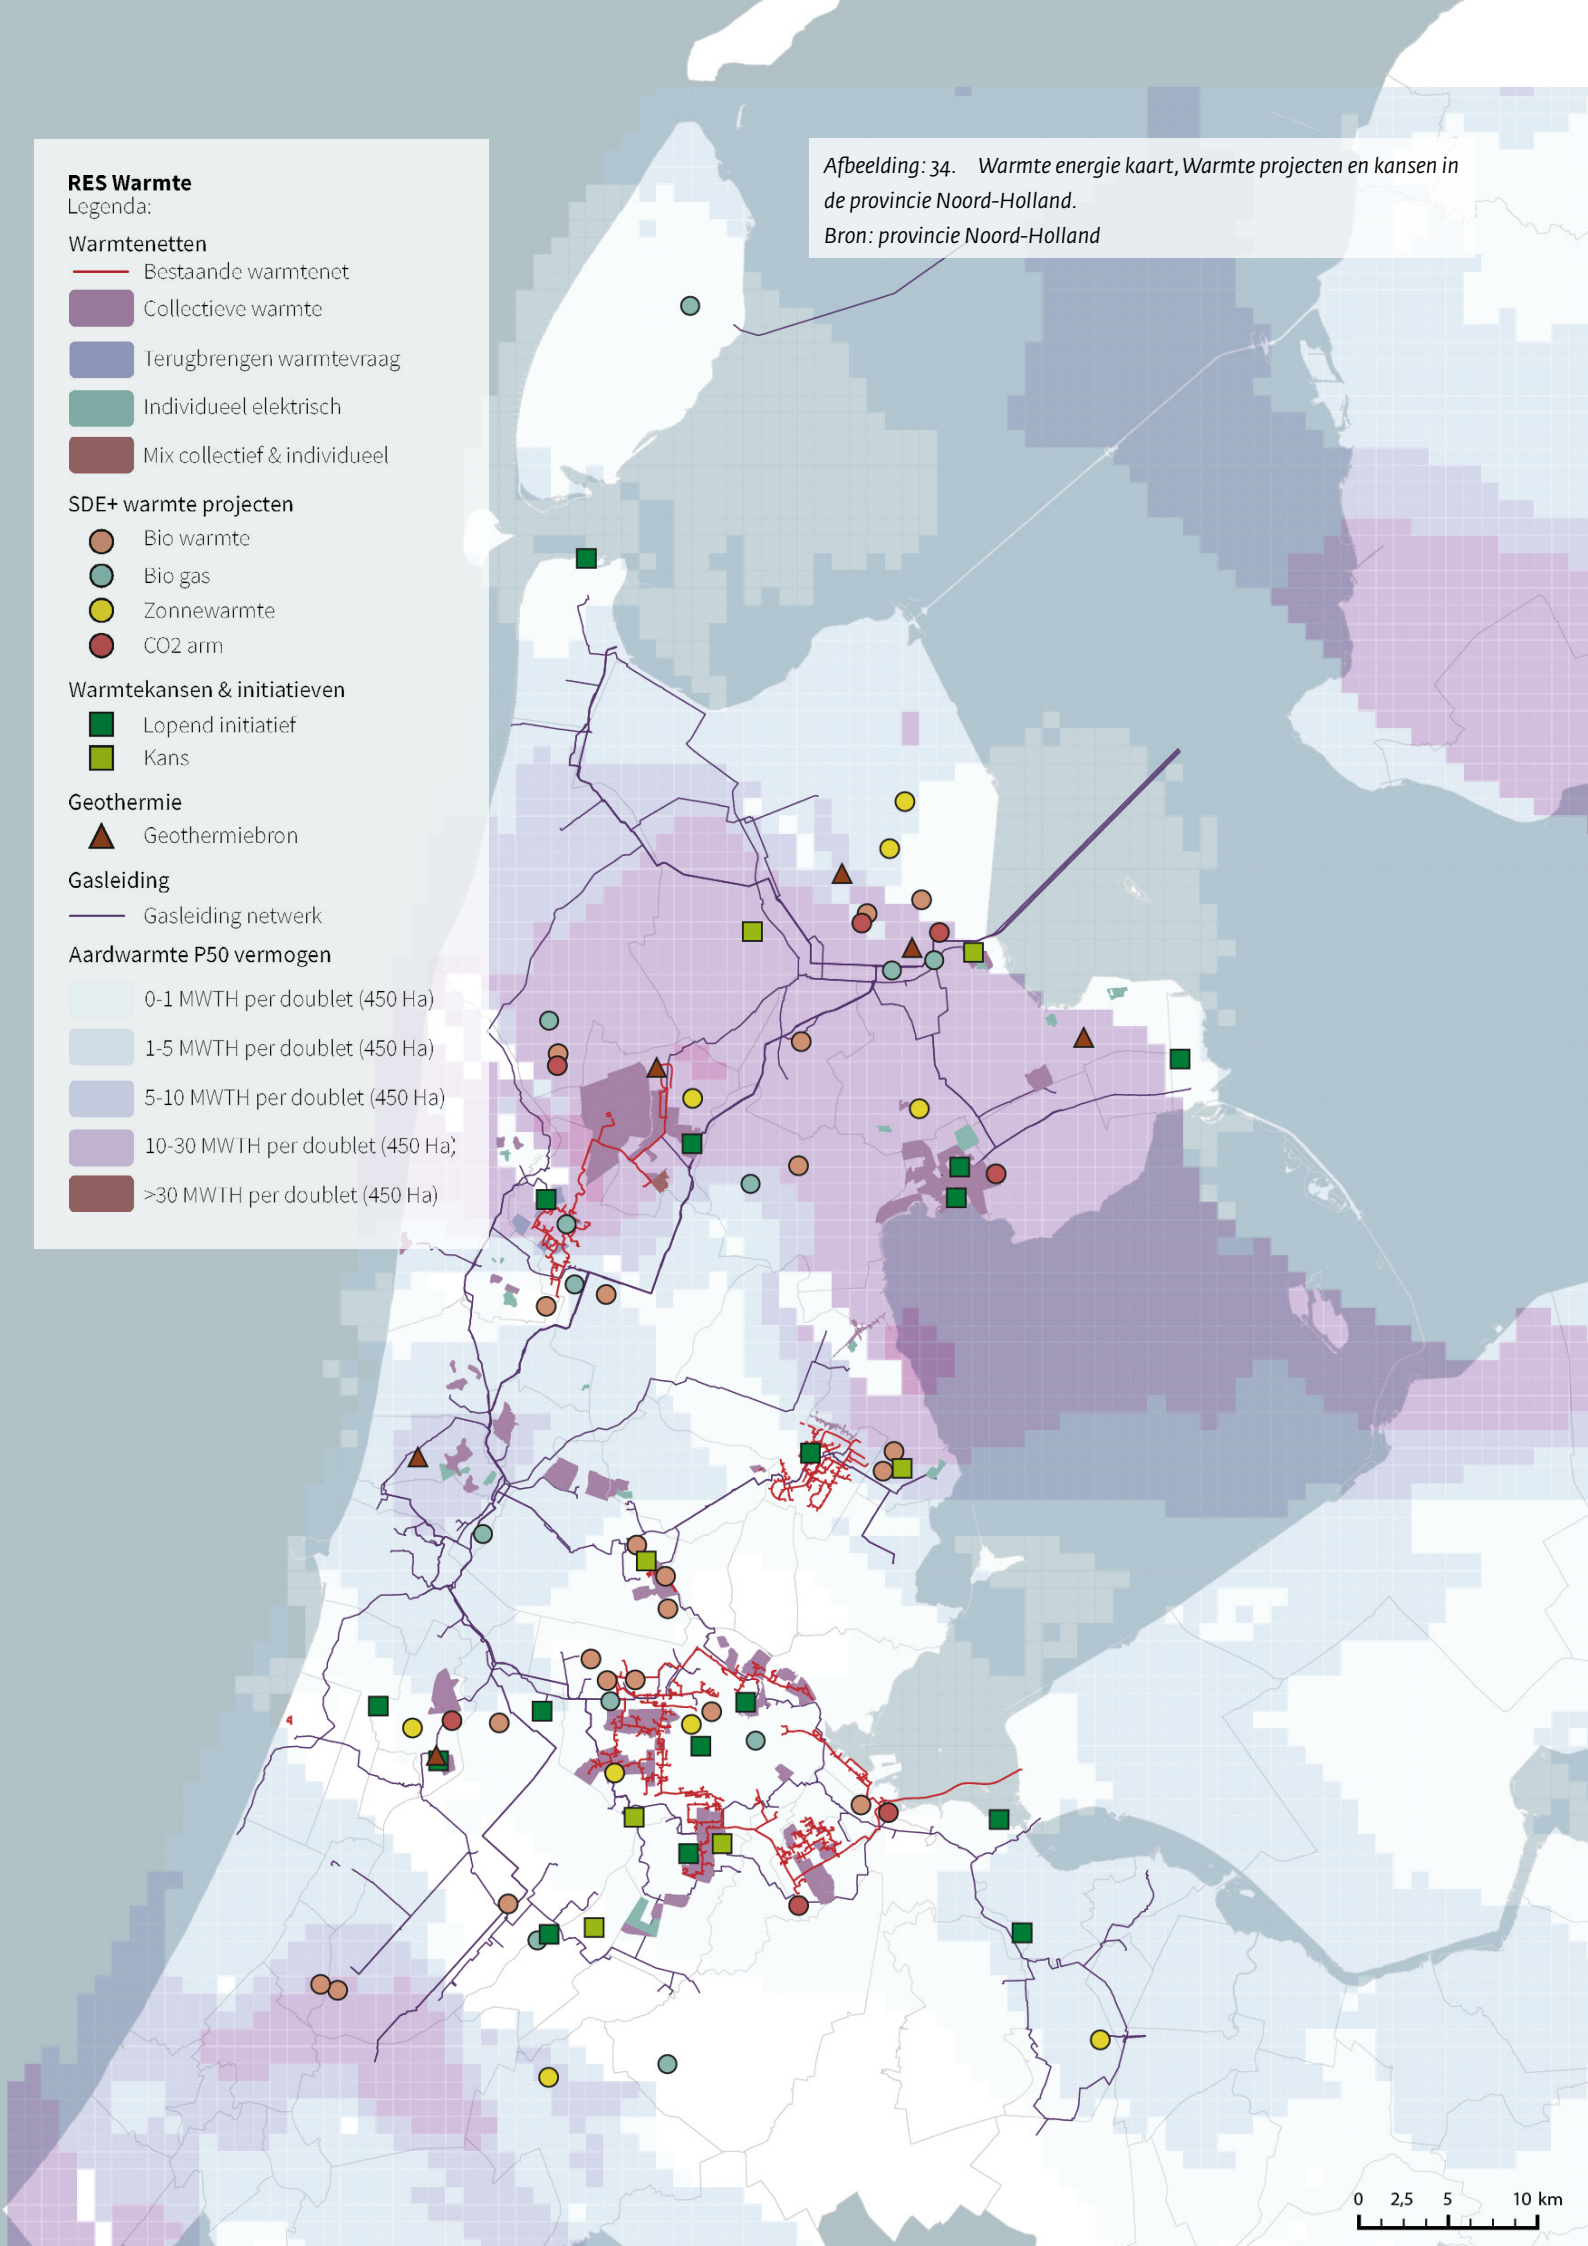 Afbeelding: 34. Warmte energie kaart, Warmte projecten en kansen in
de provincie Noord-Holland.
Bron: provincie Noord-Holland
RES Warmte
Legenda:
Warmtenetten
Bestaande warmtenet
Collectieve warmte
Terugbrengen warmtevraag
Individueel elektrisch
Mix collectief & individueel
SDE+ warmte projecten
Bio warmte
Bio gas
Zonnewarmte
CO2 arm
Warmtekansen & initiatieven
Lopend initiatief
Kans
Geothermie
Geothermiebron
Gasleiding
Gasleiding netwerk
Aardwarmte P50 vermogen
0-1 MWTH per doublet (450 Ha)
1-5 MWTH per doublet (450 Ha)
5-10 MWTH per doublet (450 Ha)
10-30 MWTH per doublet (450 Ha)
>30 MWTH per doublet (450 Ha)
0 2,5 5 10 km